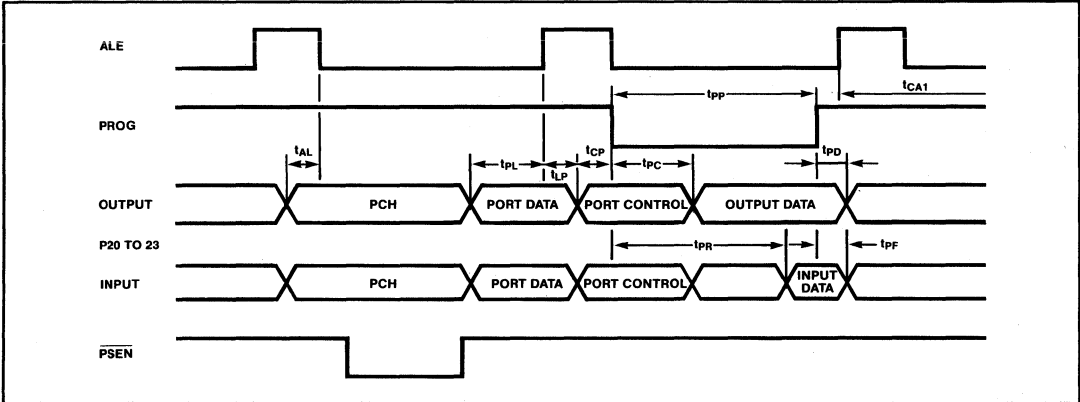 ALE
tCA1
tPP
PROG
tAL
tPL
tLP
tCP
tPC
tPD
OUTPUT
PCH
PORT DATA
PORT CONTROL
OUTPUT DATA
P20 TO 23
tPR
tPF
INPUT
PCH
PORT DATA
PORT CONTROL
INPUT
DATA
PSEN